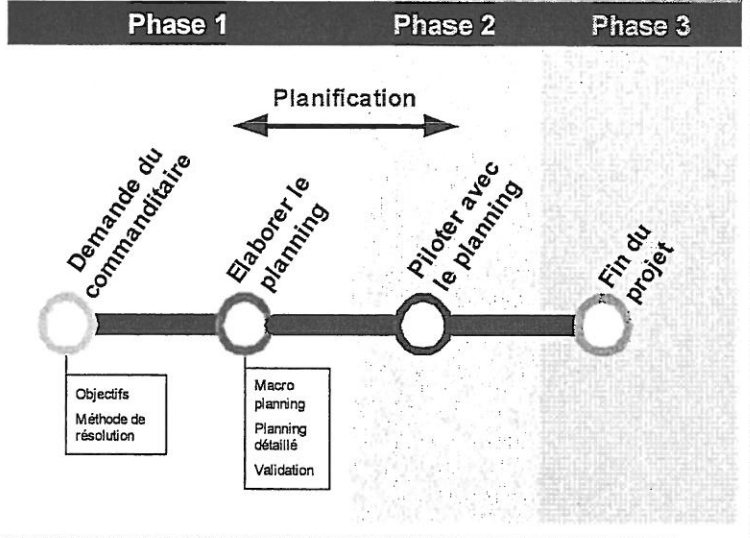 Phase 1
Phase 2
Phase 3
Planification
Demande du
commanditaire
Elaborer le
planning
Piloter avec
le planning
Fin du
projet
Objectifs
Méthode de
résolution
Macro
planning
Planning
détaillé
Validation